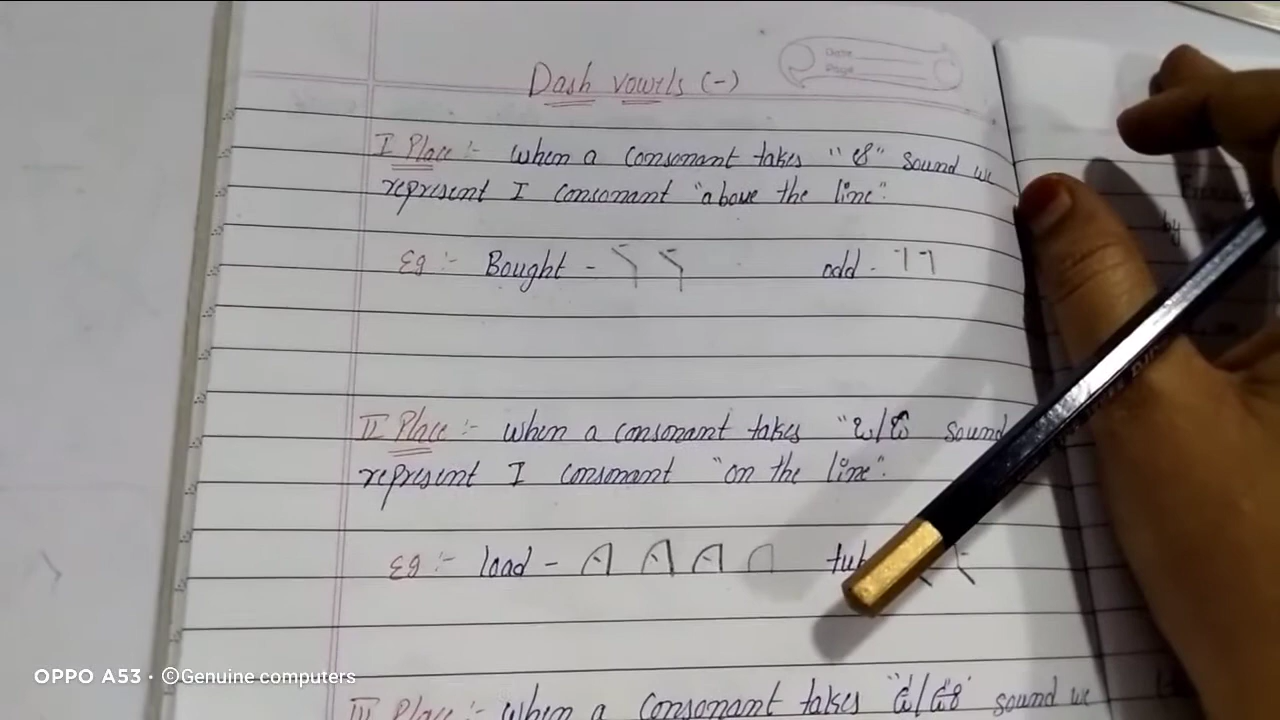 Date
Page
Dash vowels (-)
I Place :- when a consonant takes " ఆ" sound we
represent I consonant "above the line".
Eg :- Bought - odd -
II Place :- when a consonant takes " sound
represent I consonant "on the line".
Eg :- load - tub
III Place :- when a consonant takes sound we
OPPO A53 · ©Genuine computers